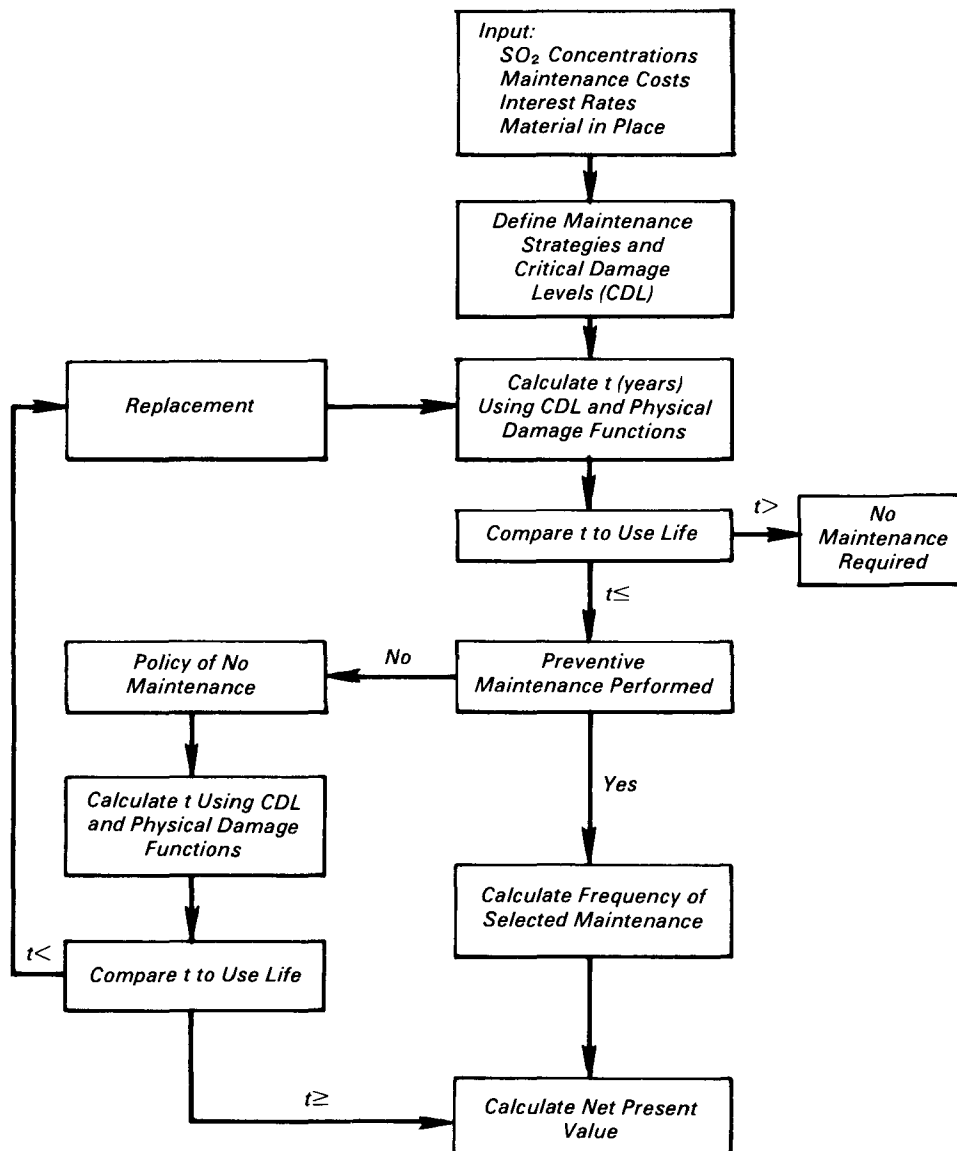 Input:
SO₂ Concentrations
Maintenance Costs
Interest Rates
Material in Place
Define Maintenance
Strategies and
Critical Damage
Levels (CDL)
Replacement
Calculate t (years)
Using CDL and Physical
Damage Functions
Compare t to Use Life
t>
No
Maintenance
Required
t≤
Policy of No
Maintenance
No
Preventive
Maintenance Performed
Yes
Calculate t Using CDL
and Physical Damage
Functions
Calculate Frequency of
Selected Maintenance
t<
Compare t to Use Life
t≥
Calculate Net Present
Value